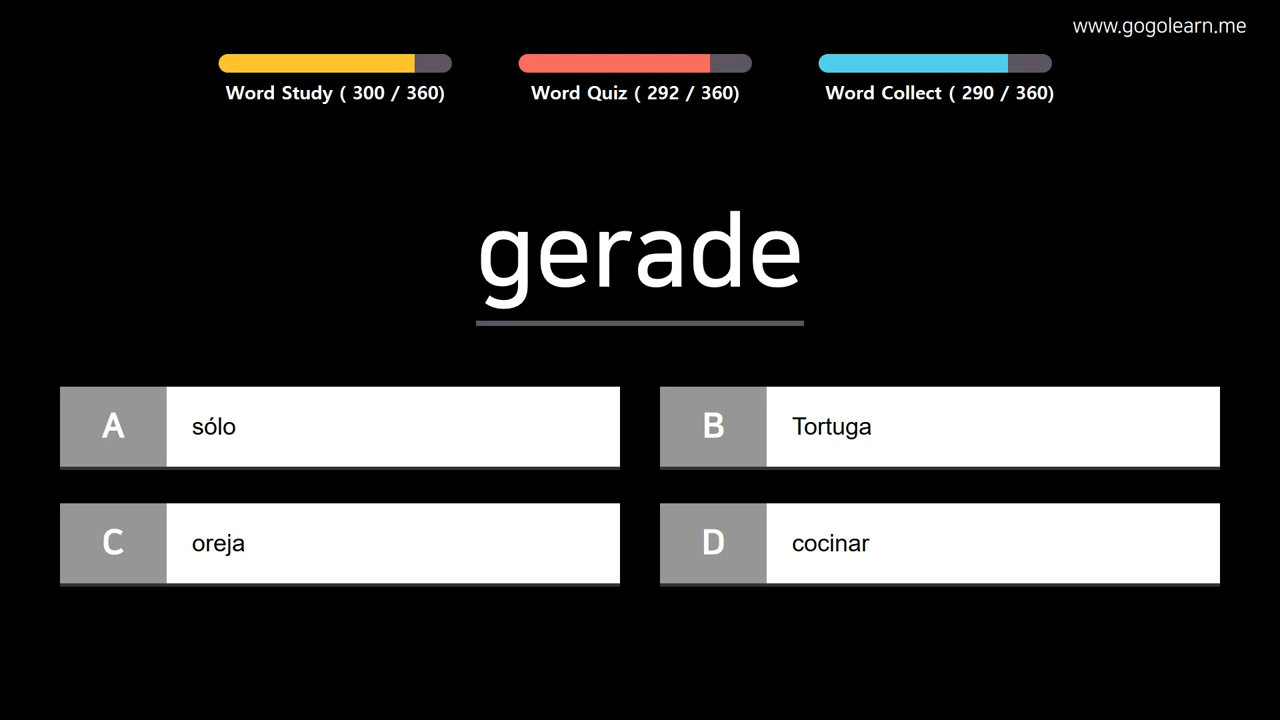 www.gogolearn.me
Word Study ( 300 / 360)
Word Quiz ( 292 / 360)
Word Collect ( 290 / 360)
gerade
A sólo
B Tortuga
C oreja
D cocinar